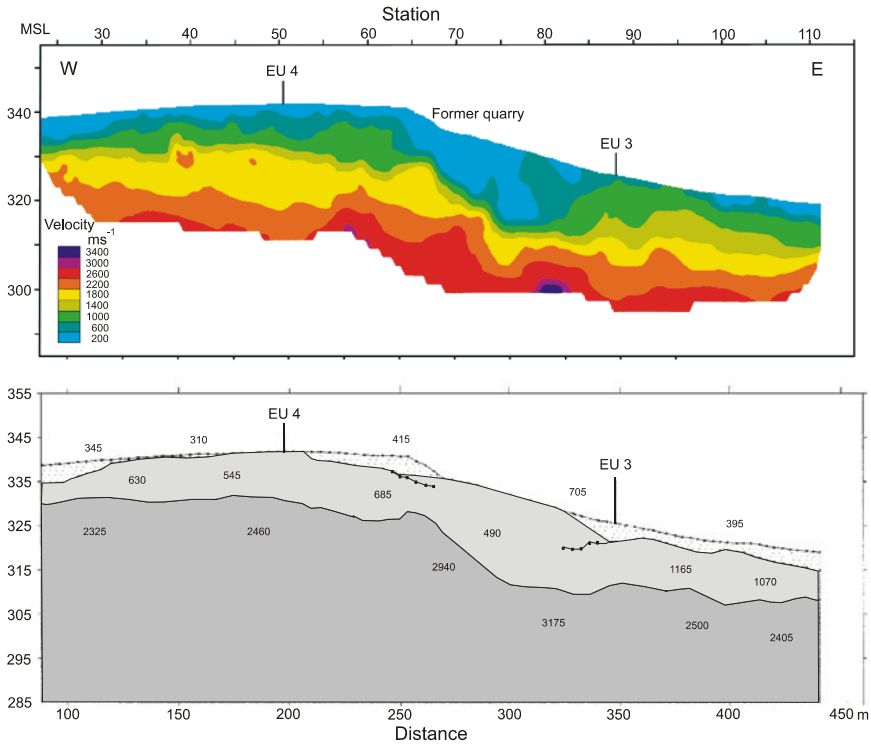 Station
MSL 30 40 50 60 70 80 90 100 110
W E
EU 4
340
Former quarry
EU 3
320
Velocity
ms-1
3400
3000
2600
2200
1800
1400
1000
600
200
300
355
EU 4
345 345 310 415
335 630 545 685 EU 3
705
325 2325 2460 490 395
315 2940 1165 1070
305 3175 2500 2405
295
285
100 150 200 250 300 350 400 450 m
Distance